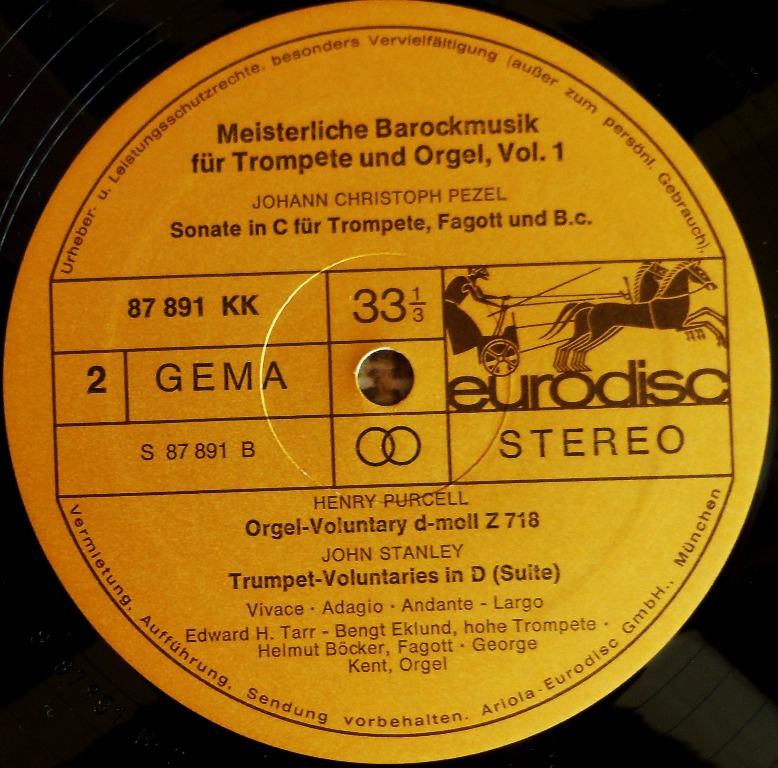 Urheber- u. Leistungsschutzrechte, besonders Vervielfältigung (außer zum persönl. Gebrauch),
Meisterliche Barockmusik
für Trompete und Orgel, Vol. 1
JOHANN CHRISTOPH PEZEL
Sonate in C für Trompete, Fagott und B.c.
87 891 KK
33 1/3
eurodisc
2
GEMA
S 87 891 B
STEREO
HENRY PURCELL
Orgel-Voluntary d-moll Z 718
JOHN STANLEY
Trumpet-Voluntaries in D (Suite)
Vivace · Adagio · Andante - Largo
Edward H. Tarr - Bengt Eklund, hohe Trompete ·
Helmut Böcker, Fagott · George
Kent, Orgel
Vermietung, Aufführung, Sendung vorbehalten. Ariola-Eurodisc GmbH., München